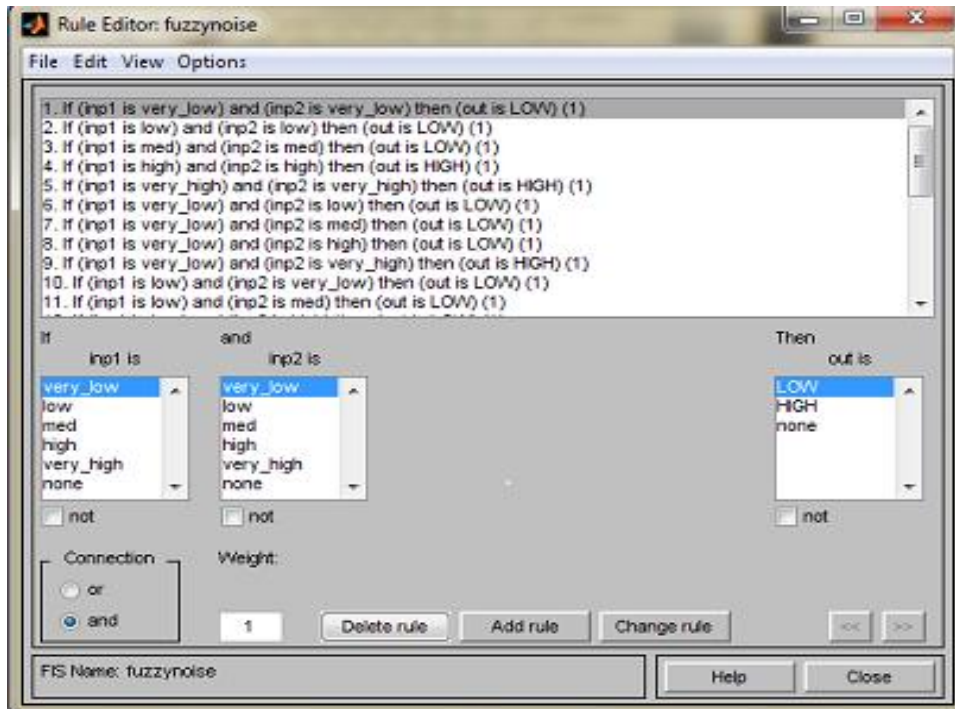 Rule Editor: fuzzynoise
File Edit View Options
1. If (inp1 is very_low) and (inp2 is very_low) then (out is LOW) (1)
2. If (inp1 is low) and (inp2 is low) then (out is LOW) (1)
3. If (inp1 is med) and (inp2 is med) then (out is LOW) (1)
4. If (inp1 is high) and (inp2 is high) then (out is HIGH) (1)
5. If (inp1 is very_high) and (inp2 is very_high) then (out is HIGH) (1)
6. If (inp1 is very_low) and (inp2 is low) then (out is LOW) (1)
7. If (inp1 is very_low) and (inp2 is med) then (out is LOW) (1)
8. If (inp1 is very_low) and (inp2 is high) then (out is LOW) (1)
9. If (inp1 is very_low) and (inp2 is very_high) then (out is HIGH) (1)
10. If (inp1 is low) and (inp2 is very_low) then (out is LOW) (1)
11. If (inp1 is low) and (inp2 is med) then (out is LOW) (1)
If and Then
inp1 is inp2 is out is
very_low very_low LOW
low low HIGH
med med none
high high
very_high very_high
none none
not not not
Connection Weight:
or
and 1 Delete rule Add rule Change rule << >>
FIS Name: fuzzynoise Help Close